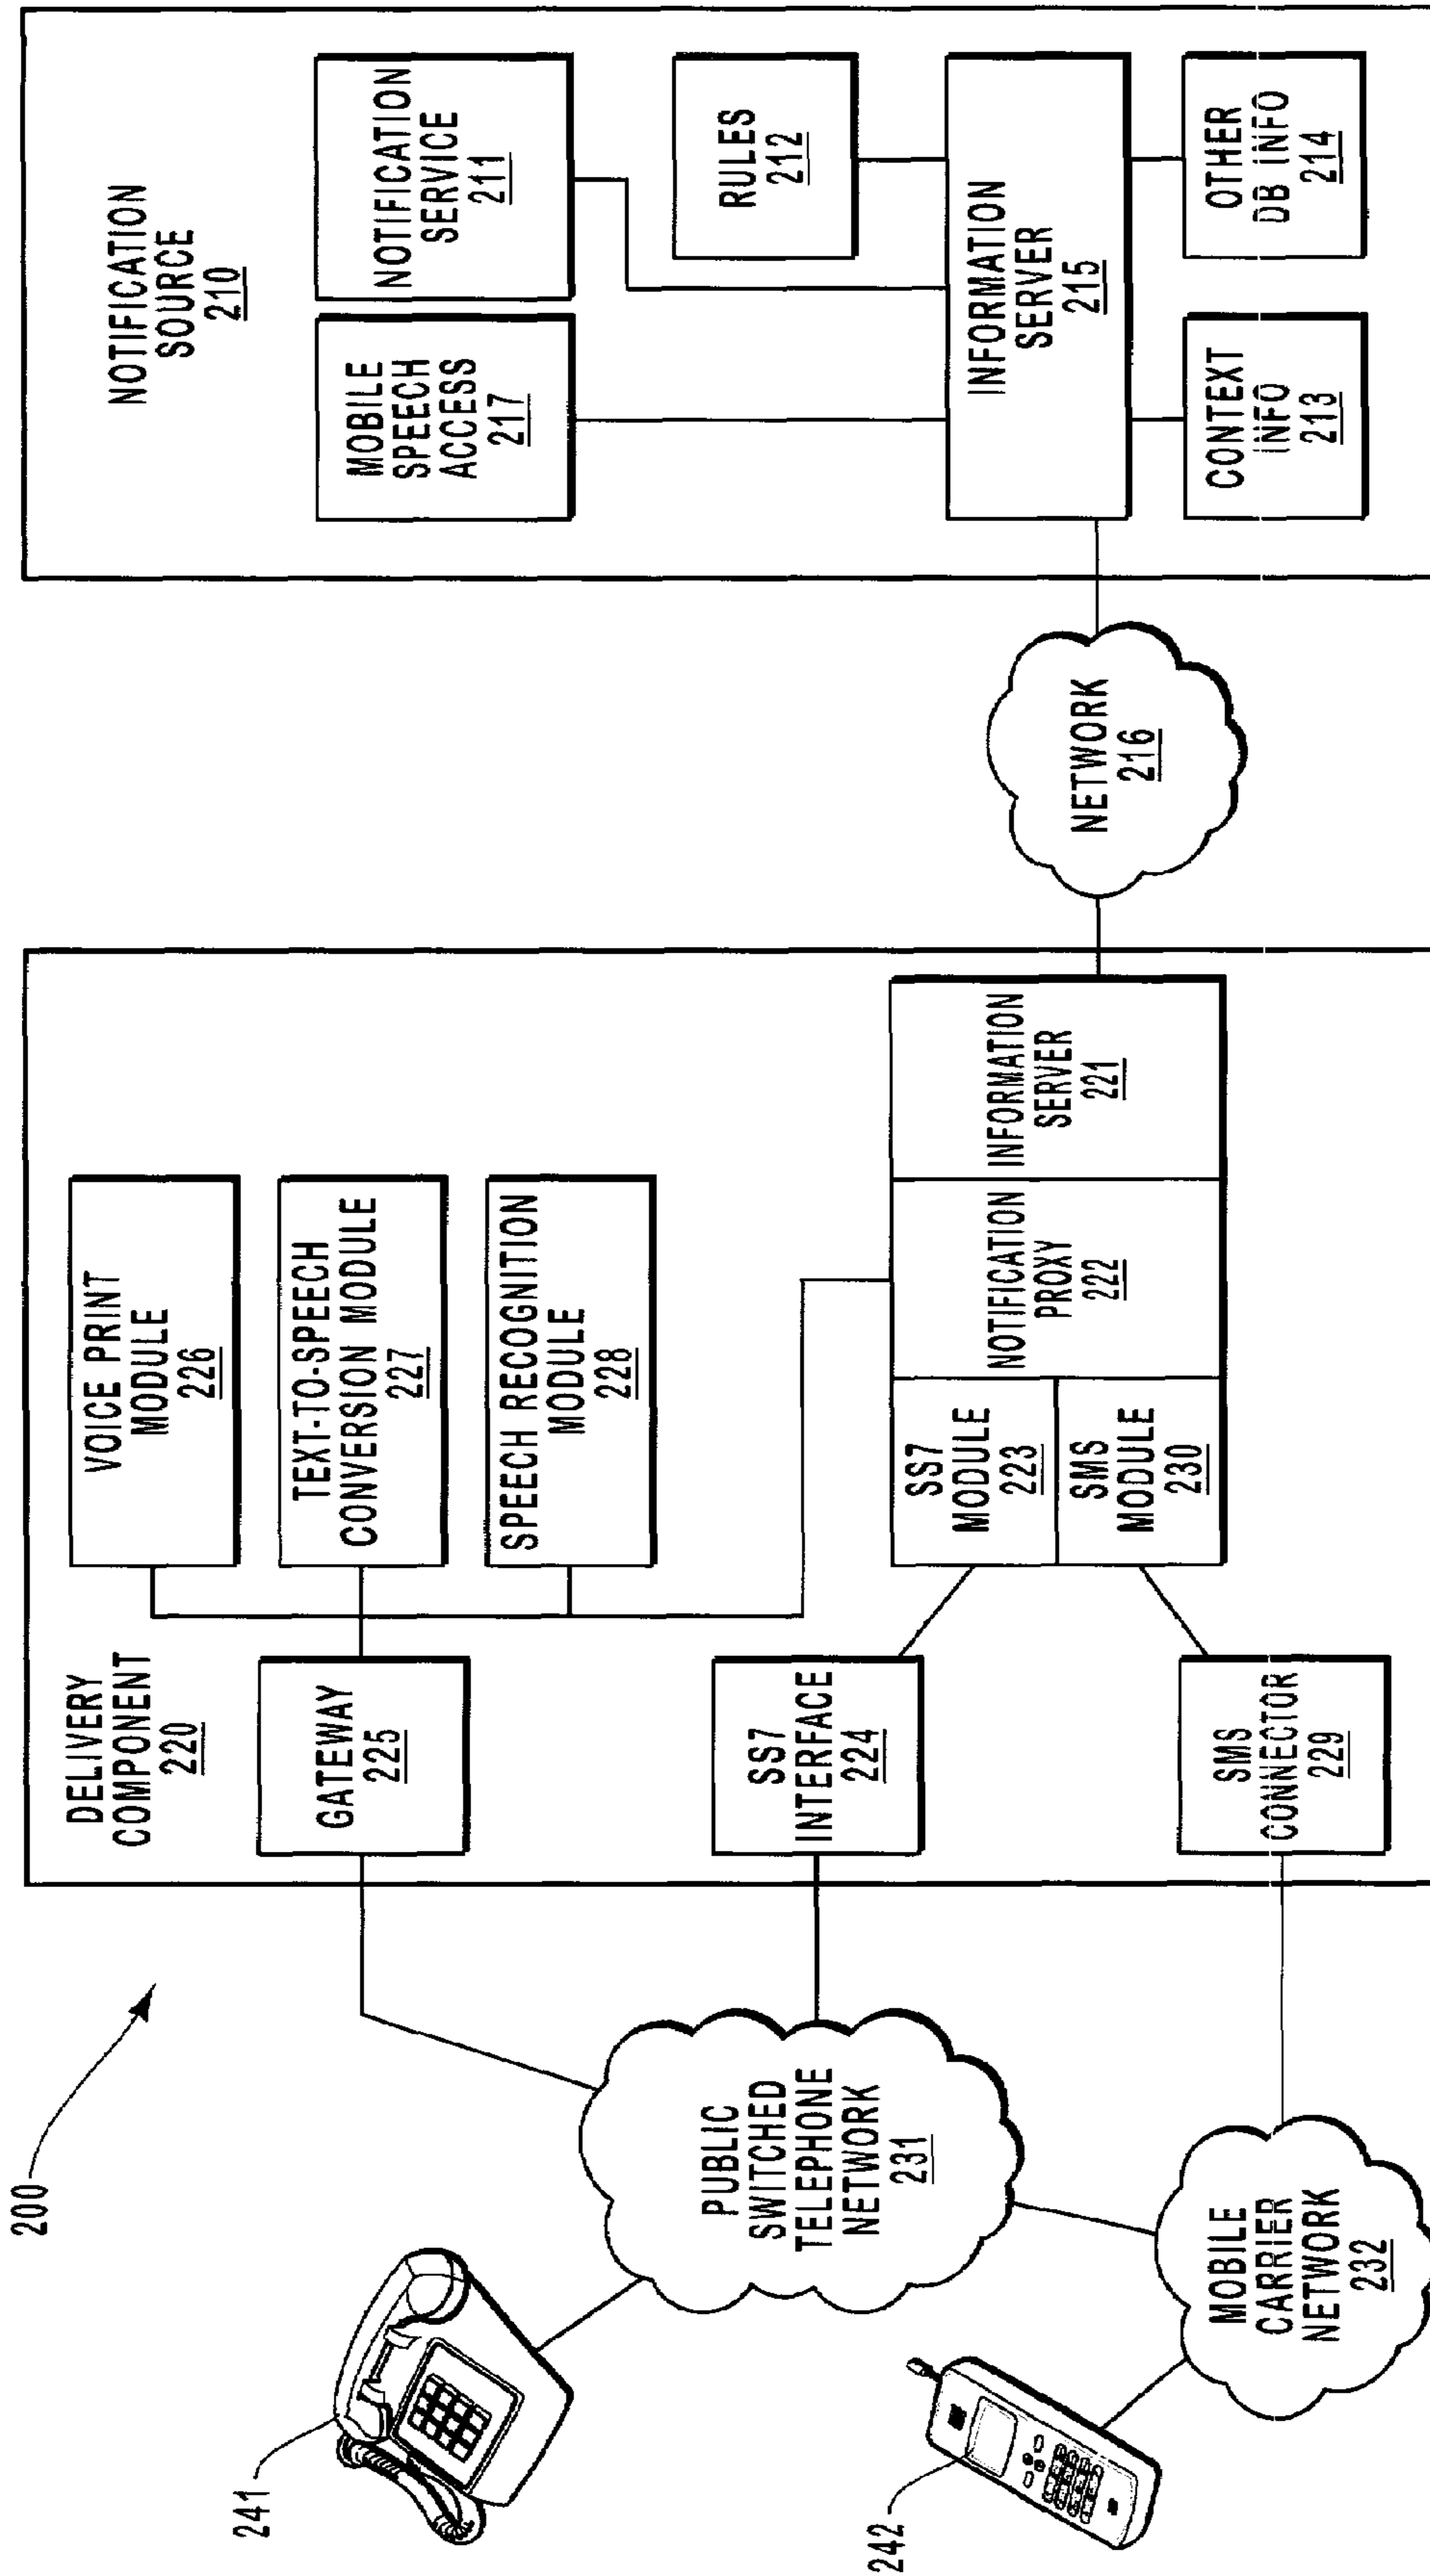 200
241
242
PUBLIC
SWITCHED
TELEPHONE
NETWORK
231
MOBILE
CARRIER
NETWORK
232
DELIVERY
COMPONENT
220
GATEWAY
225
SS7
INTERFACE
224
SMS
CONNECTOR
229
VOICE PRINT
MODULE
226
TEXT-TO-SPEECH
CONVERSION MODULE
227
SPEECH RECOGNITION
MODULE
228
SS7
MODULE
223
SMS
MODULE
230
NOTIFICATION
PROXY
222
INFORMATION
SERVER
221
NETWORK
216
NOTIFICATION
SOURCE
210
MOBILE
SPEECH
ACCESS
217
NOTIFICATION
SERVICE
211
RULES
212
INFORMATION
SERVER
215
CONTEXT
INFO
213
OTHER
DB INFO
214